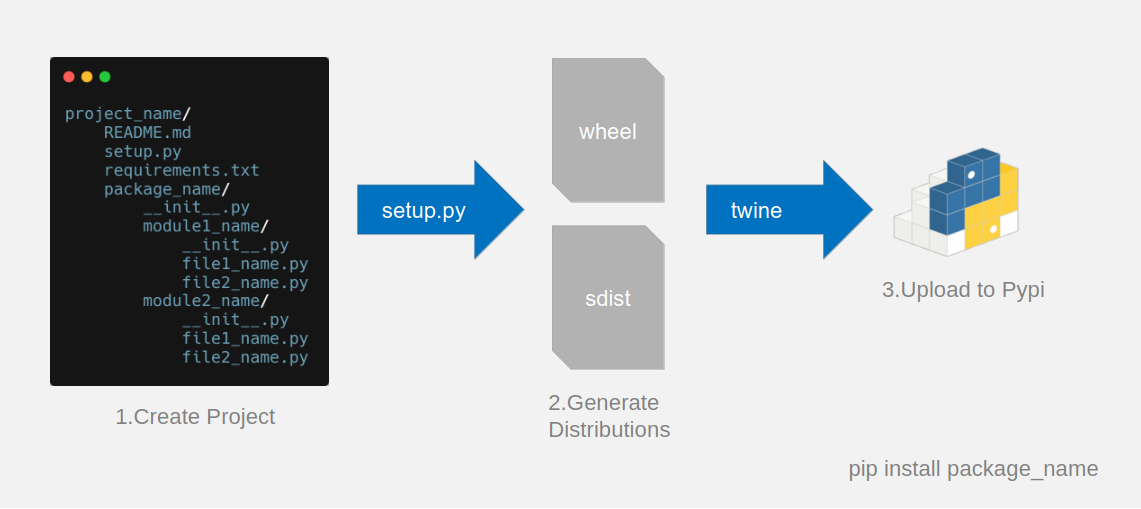 project_name/
README.md
setup.py
requirements.txt
package_name/
__init__.py
module1_name/
__init__.py
file1_name.py
file2_name.py
module2_name/
__init__.py
file1_name.py
file2_name.py
1.Create Project
setup.py
wheel
sdist
2.Generate
Distributions
twine
3.Upload to Pypi
pip install package_name